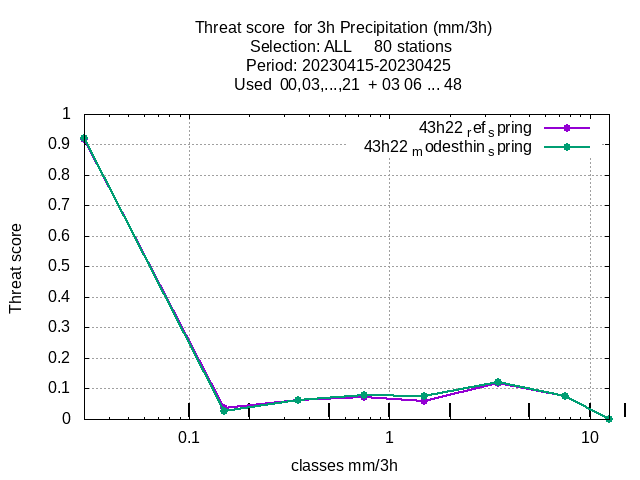 Threat score  for 3h Precipitation (mm/3h)
Selection: ALL     80 stations
Period: 20230415-20230425
Used  00,03,...,21  + 03 06 ... 48
43h22 ref spring
43h22 modesthin spring
1
0.9
0.8
0.7
0.6
0.5
0.4
0.3
0.2
0.1
0
Threat score
0.1 1 10
classes mm/3h